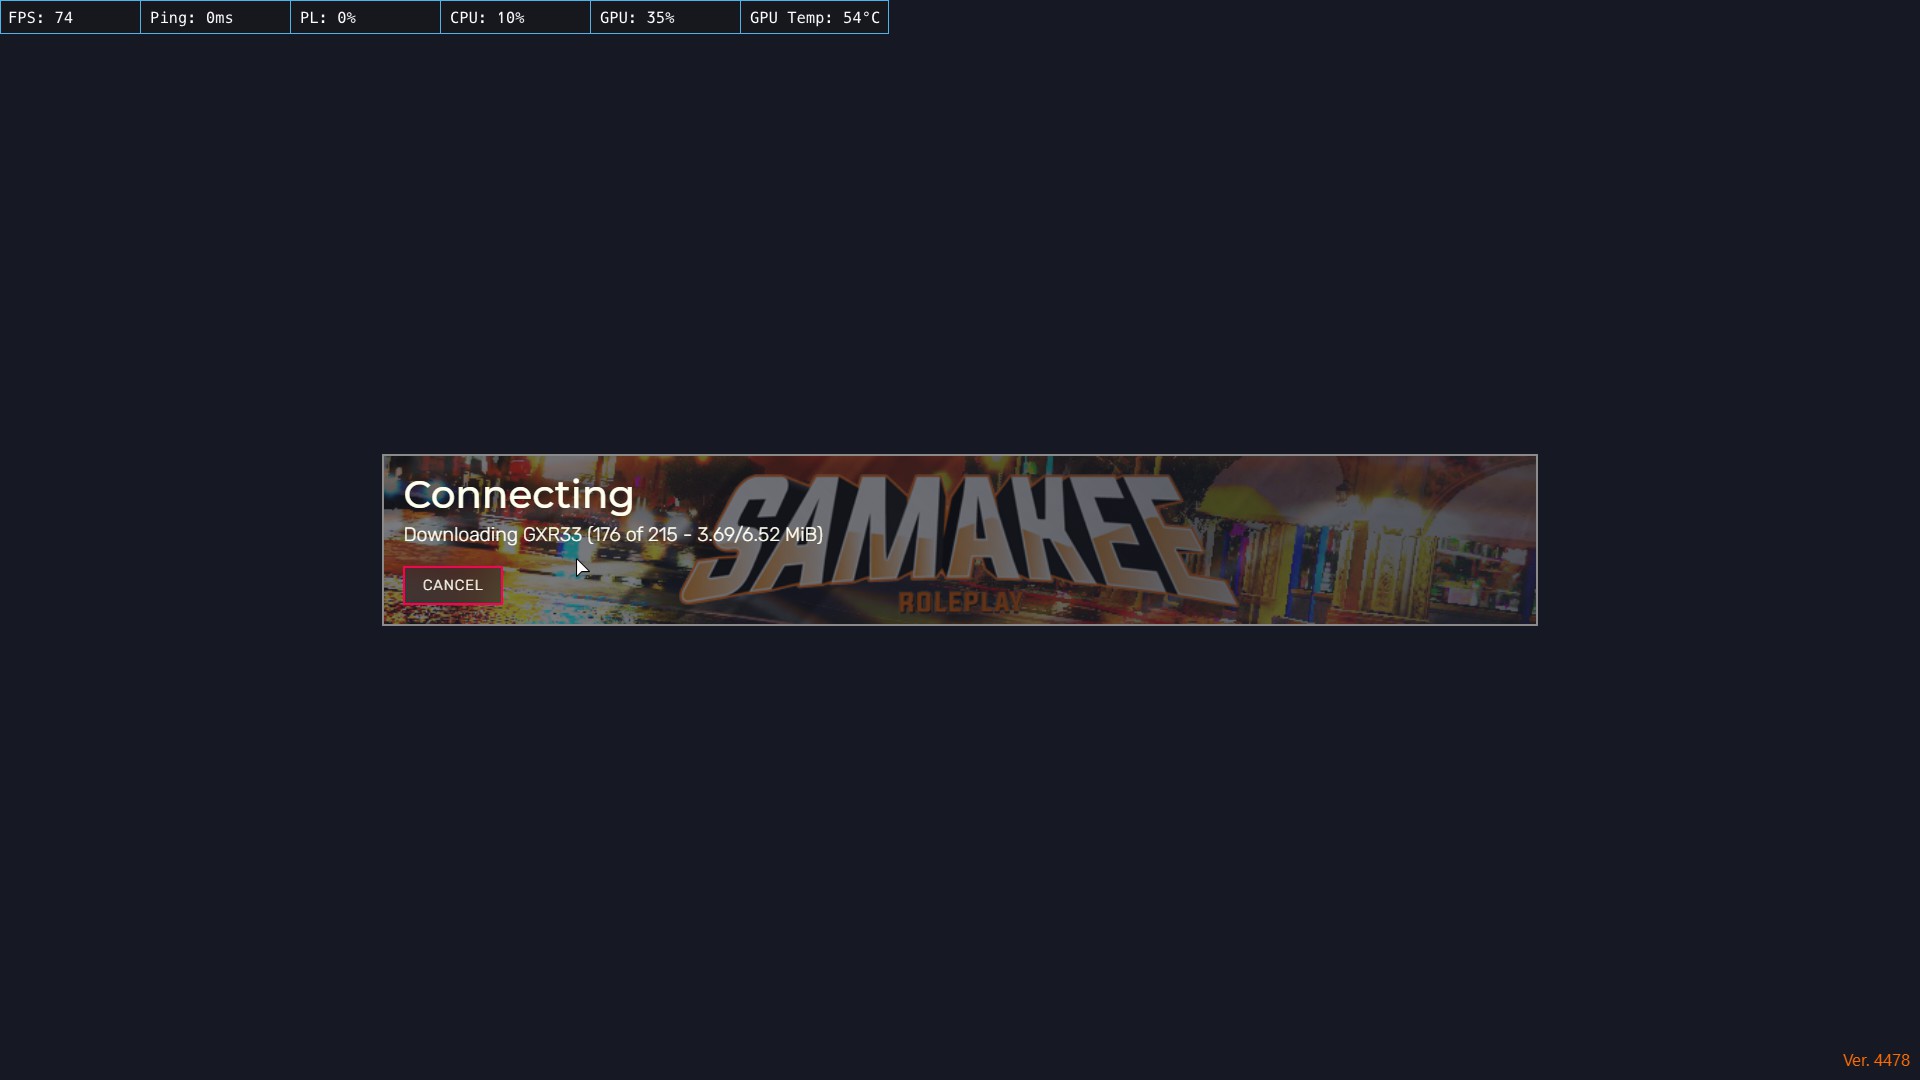 FPS: 74 Ping: 0ms PL: 0% CPU: 10% GPU: 35% GPU Temp: 54°C
SAMAKEE
ROLEPLAY
Connecting
Downloading GXR33 (176 of 215 - 3.69/6.52 MiB)
CANCEL
Ver. 4478